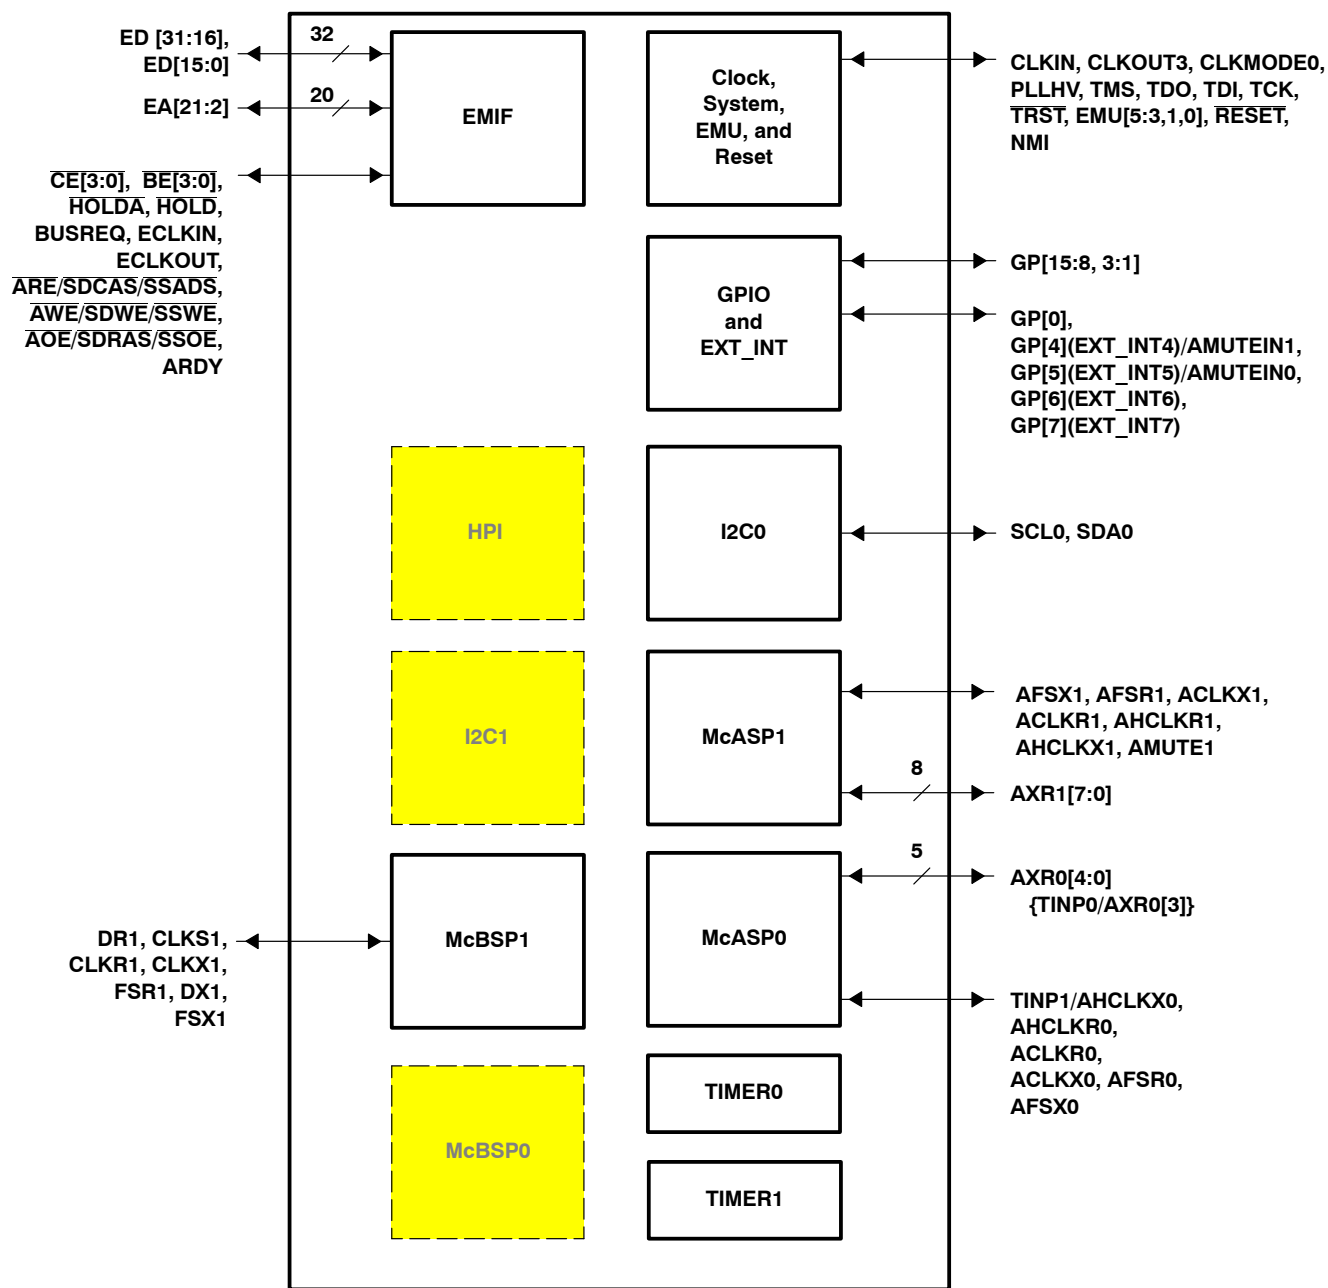 ED [31:16],
ED[15:0]
32
EA[21:2]
20
CE[3:0], BE[3:0],
HOLDA, HOLD,
BUSREQ, ECLKIN,
ECLKOUT,
ARE/SDCAS/SSADS,
AWE/SDWE/SSWE,
AOE/SDRAS/SSOE,
ARDY
EMIF
Clock,
System,
EMU, and
Reset
CLKIN, CLKOUT3, CLKMODE0,
PLLHV, TMS, TDO, TDI, TCK,
TRST, EMU[5:3,1,0], RESET,
NMI
GPIO
and
EXT_INT
GP[15:8, 3:1]
GP[0],
GP[4](EXT_INT4)/AMUTEIN1,
GP[5](EXT_INT5)/AMUTEIN0,
GP[6](EXT_INT6),
GP[7](EXT_INT7)
HPI
I2C0
SCL0, SDA0
I2C1
McASP1
AFSX1, AFSR1, ACLKX1,
ACLKR1, AHCLKR1,
AHCLKX1, AMUTE1
8
AXR1[7:0]
DR1, CLKS1,
CLKR1, CLKX1,
FSR1, DX1,
FSX1
McBSP1
McASP0
5
AXR0[4:0]
{TINP0/AXR0[3]}
TINP1/AHCLKX0,
AHCLKR0,
ACLKR0,
ACLKX0, AFSR0,
AFSX0
McBSP0
TIMER0
TIMER1